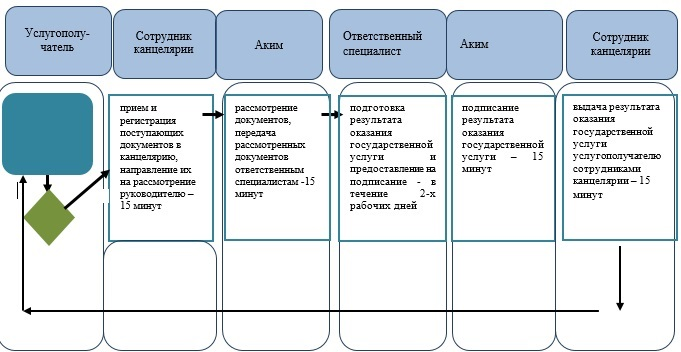 Услугополу-
чатель
Сотрудник
канцелярии
Аким
Ответственный
специалист
Аким
Сотрудник
канцелярии
прием и
регистрация
поступающих
документов в
канцелярию,
направление их
на рассмотрение
руководителю –
15 минут
рассмотрение
документов,
передача
рассмотренных
документов
ответственным
специалистам -15
минут
подготовка
результата
оказания
государственной
услуги и
предоставление на
подписание - в
течение 2-х
рабочих дней
подписание
результата
оказания
государственной
услуги – 15
минут
выдача результата
оказания
государственной
услуги
услугополучателю
сотрудниками
канцелярии – 15
минут